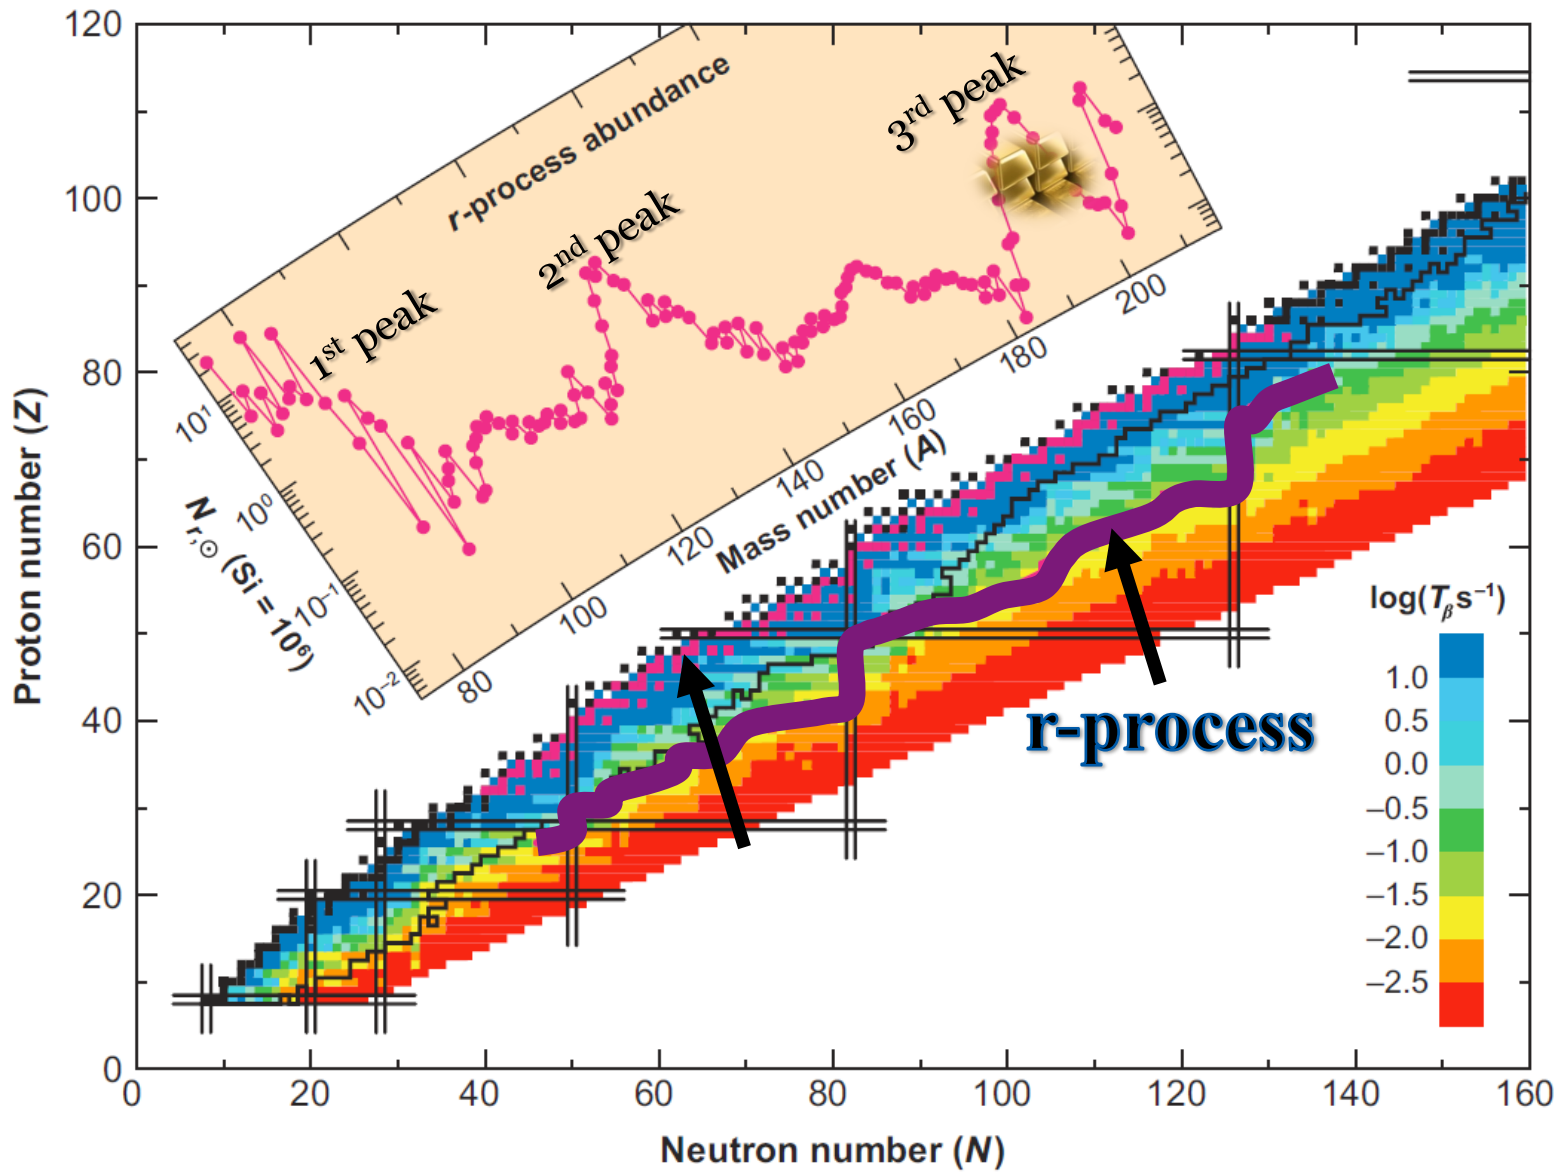 120
100
80
60
40
20
0
Proton number (Z)
0 20 40 60 80 100 120 140 160
Neutron number (N)
r-process abundance
1st peak
2nd peak
3rd peak
10¹
10⁰
10⁻¹
10⁻²
N r,☉ (Si = 10⁶)
80 100 120 140 160 180 200
Mass number (A)
r-process
log(Tβ s⁻¹)
1.0
0.5
0.0
−0.5
−1.0
−1.5
−2.0
−2.5